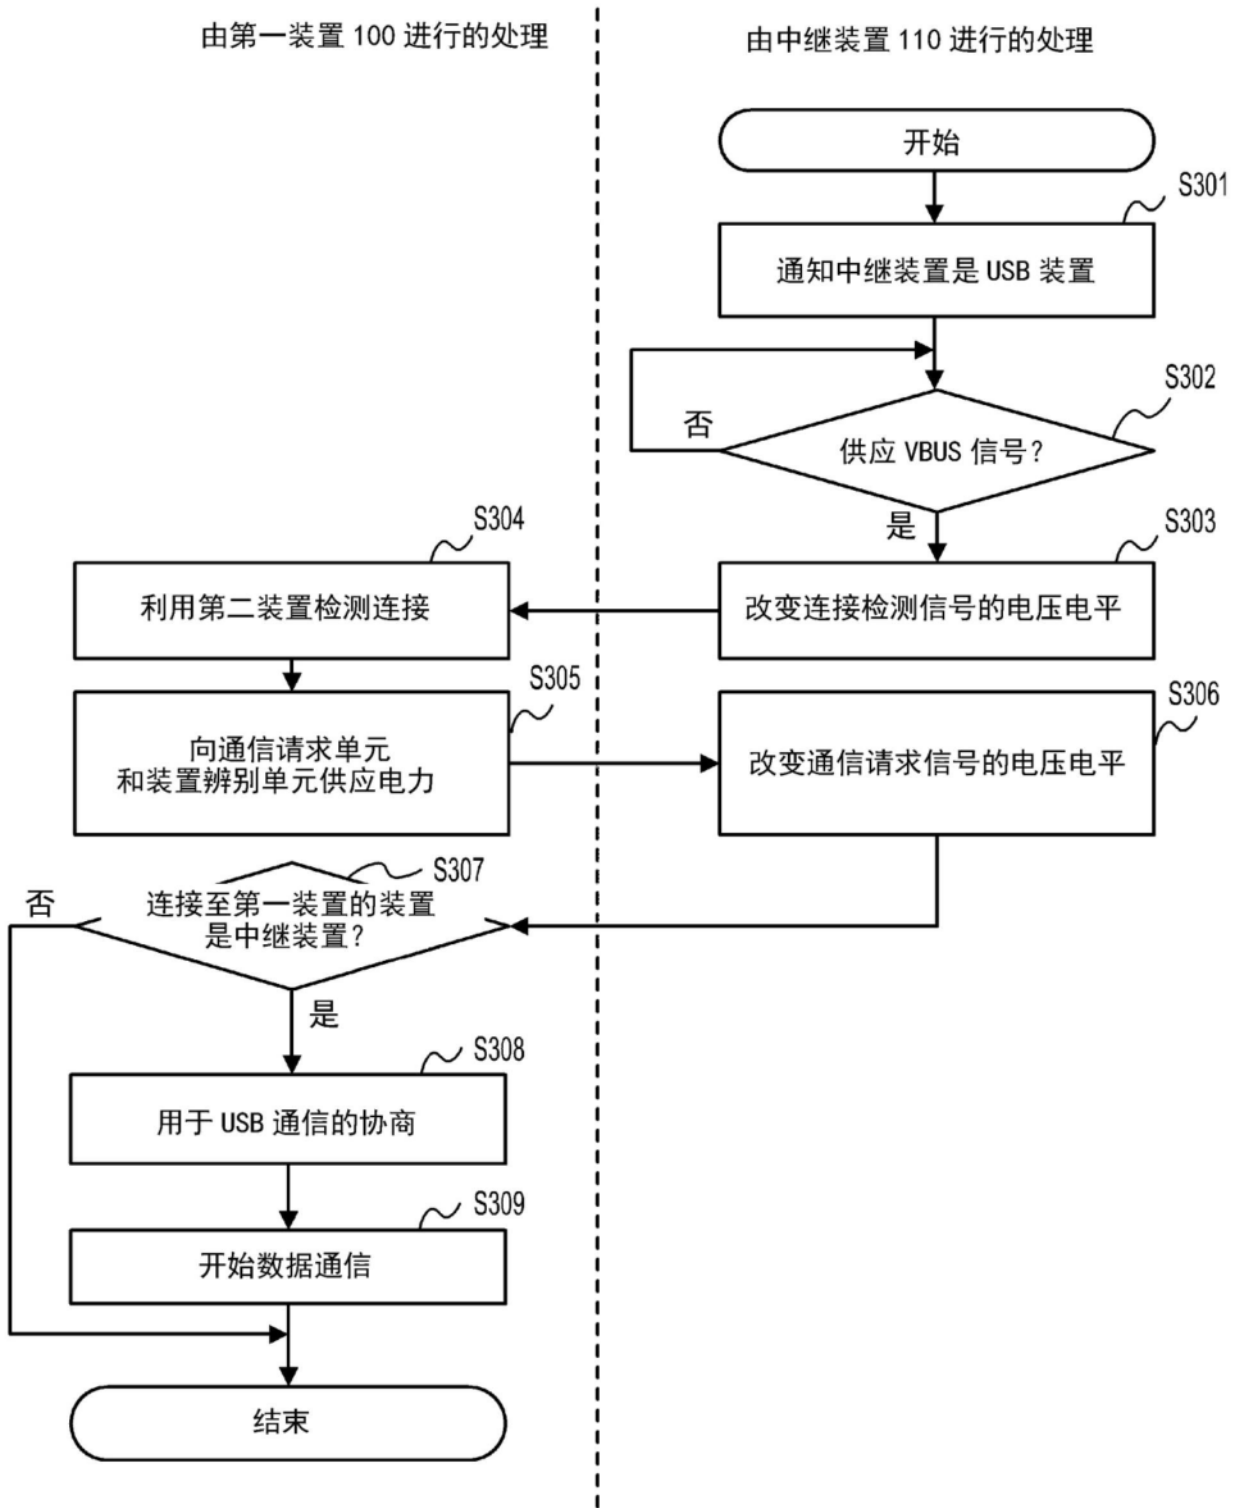 由第一装置 100 进行的处理
由中继装置 110 进行的处理
开始
S301
通知中继装置是 USB 装置
S302
否
供应 VBUS 信号？
是
S303
改变连接检测信号的电压电平
S304
利用第二装置检测连接
S305
向通信请求单元
和装置辨别单元供应电力
S306
改变通信请求信号的电压电平
S307
否
连接至第一装置的装置
是中继装置？
是
S308
用于 USB 通信的协商
S309
开始数据通信
结束